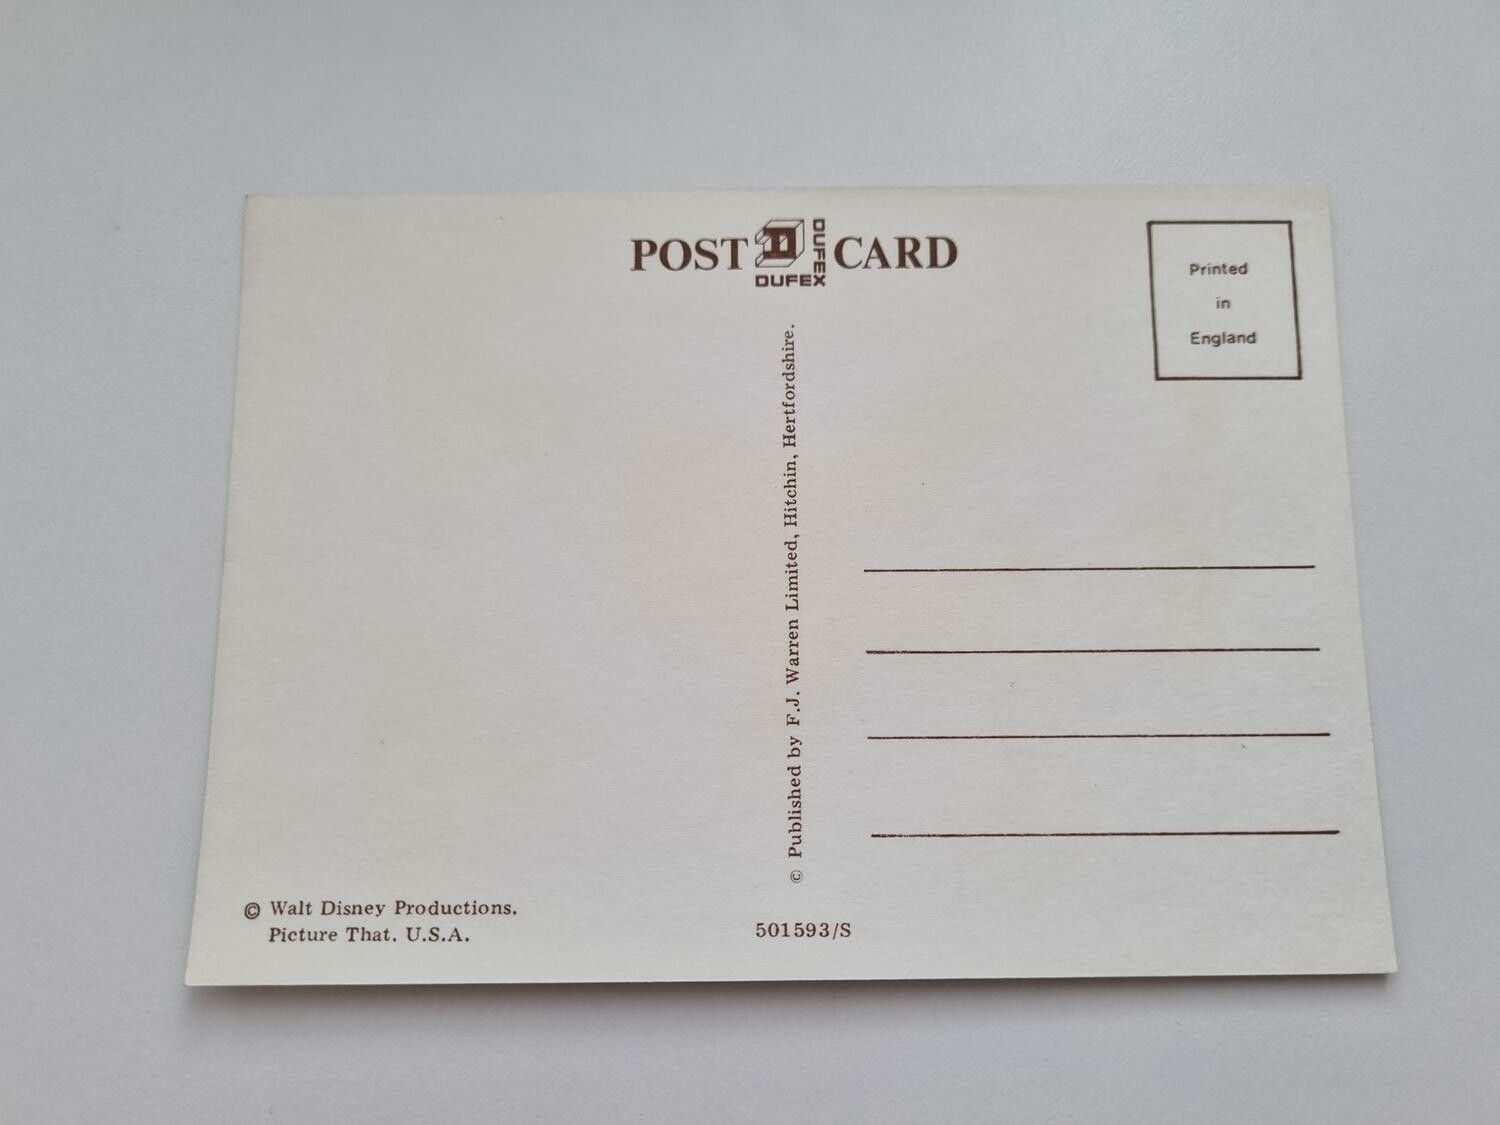 POST D DUFEX DUFEX CARD
Printed
in
England
© Published by F.J. Warren Limited, Hitchin, Hertfordshire.
© Walt Disney Productions.
Picture That. U.S.A.
501593/S